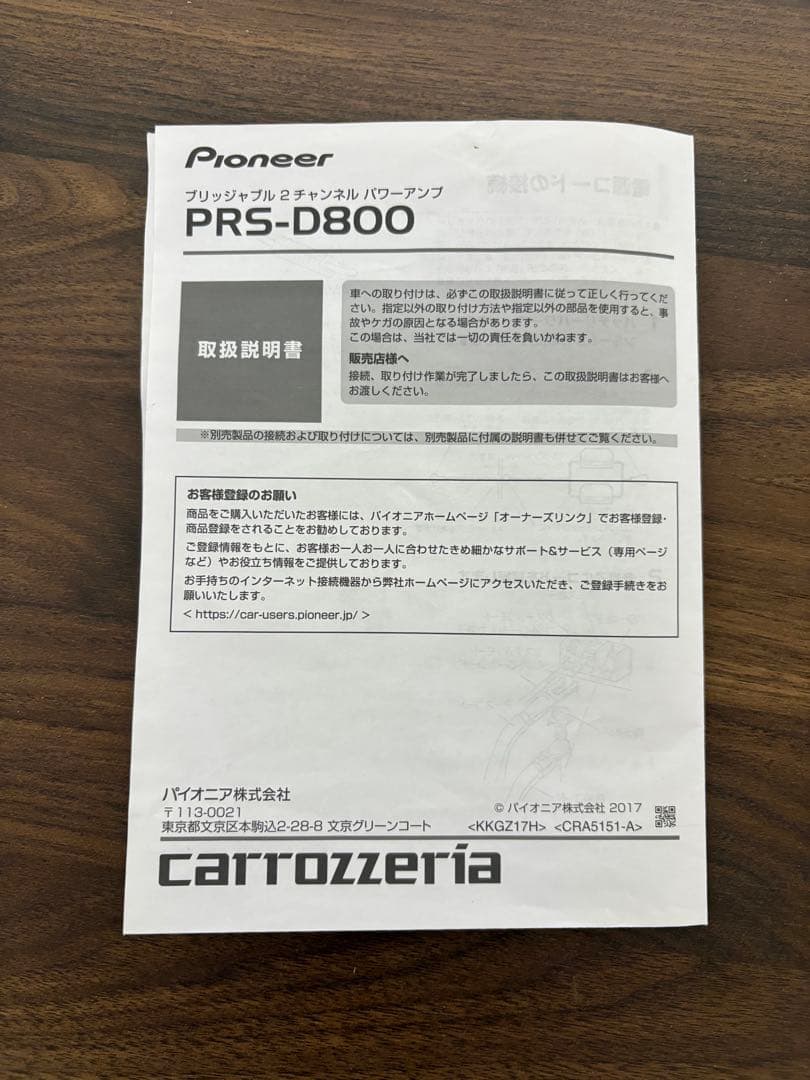 Pioneer
ブリッジャブル 2 チャンネル パワーアンプ
PRS-D800
取扱説明書
車への取り付けは、必ずこの取扱説明書に従って正しく行ってくだ
さい。指定以外の取り付け方法や指定以外の部品を使用すると、事
故やケガの原因となる場合があります。
この場合は、当社では一切の責任を負いかねます。
販売店様へ
接続、取り付け作業が完了しましたら、この取扱説明書はお客様へ
お渡しください。
※別売製品の接続および取り付けについては、別売製品に付属の説明書も併せてご覧ください。
お客様登録のお願い
商品をご購入いただいたお客様には、パイオニアホームページ「オーナーズリンク」でお客様登録・
商品登録をされることをお勧めしております。
ご登録情報をもとに、お客様お一人お一人に合わせたきめ細かなサポート&サービス（専用ページ
など）やお役立ち情報をご提供しております。
お手持ちのインターネット接続機器から弊社ホームページにアクセスいただき、ご登録手続きをお
願いいたします。
< https://car-users.pioneer.jp/ >
パイオニア株式会社
〒113-0021
東京都文京区本駒込2-28-8 文京グリーンコート
© パイオニア株式会社 2017
<KKGZ17H> <CRA5151-A>
carrozzeria